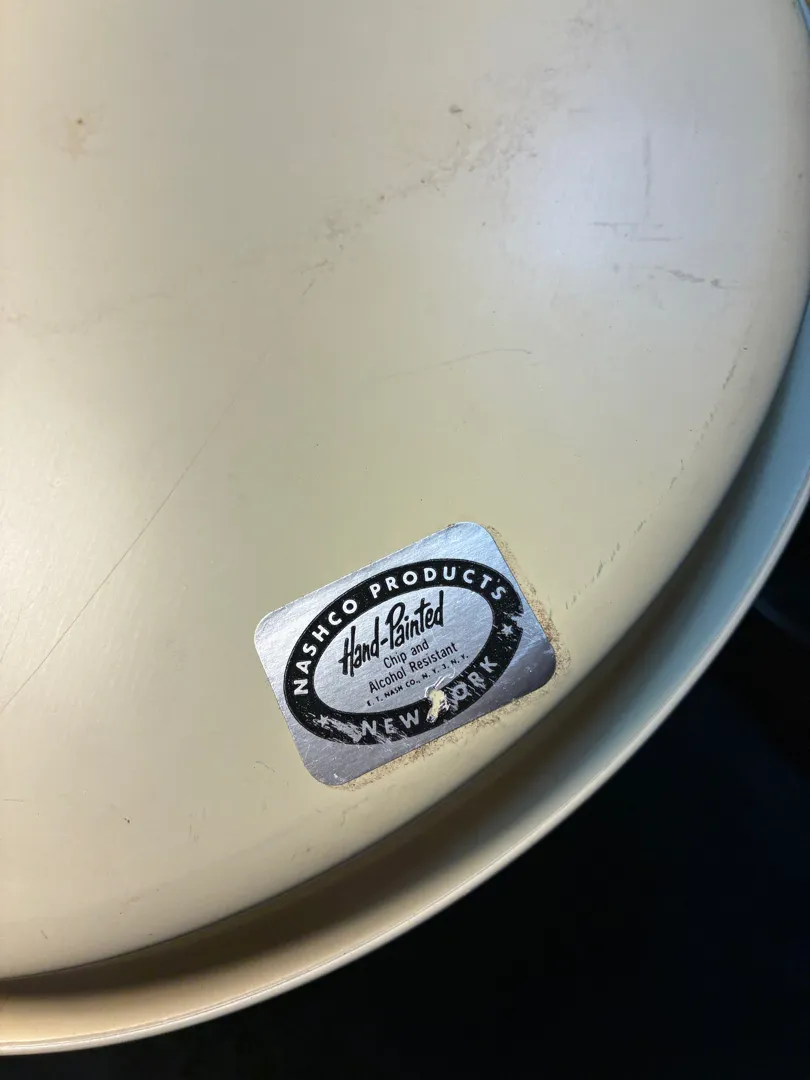 NASHCO PRODUCTS
Hand-Painted
Chip and
Alcohol Resistant
E. T. NASH CO., N. Y. 3, N. Y.
NEW YORK